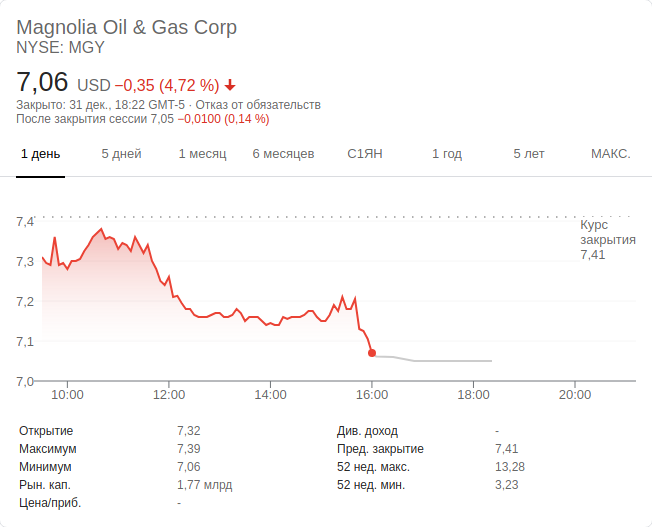 Magnolia Oil & Gas Corp
NYSE: MGY
7,06 USD −0,35 (4,72 %)
Закрыто: 31 дек., 18:22 GMT-5 · Отказ от обязательств
После закрытия сессии 7,05 −0,0100 (0,14 %)
1 день 5 дней 1 месяц 6 месяцев С1ЯН 1 год 5 лет МАКС.
7,4
7,3
7,2
7,1
7,0
Курс
закрытия
7,41
10:00 12:00 14:00 16:00 18:00 20:00
Открытие 7,32 Див. доход -
Максимум 7,39 Пред. закрытие 7,41
Минимум 7,06 52 нед. макс. 13,28
Рын. кап. 1,77 млрд 52 нед. мин. 3,23
Цена/приб. -